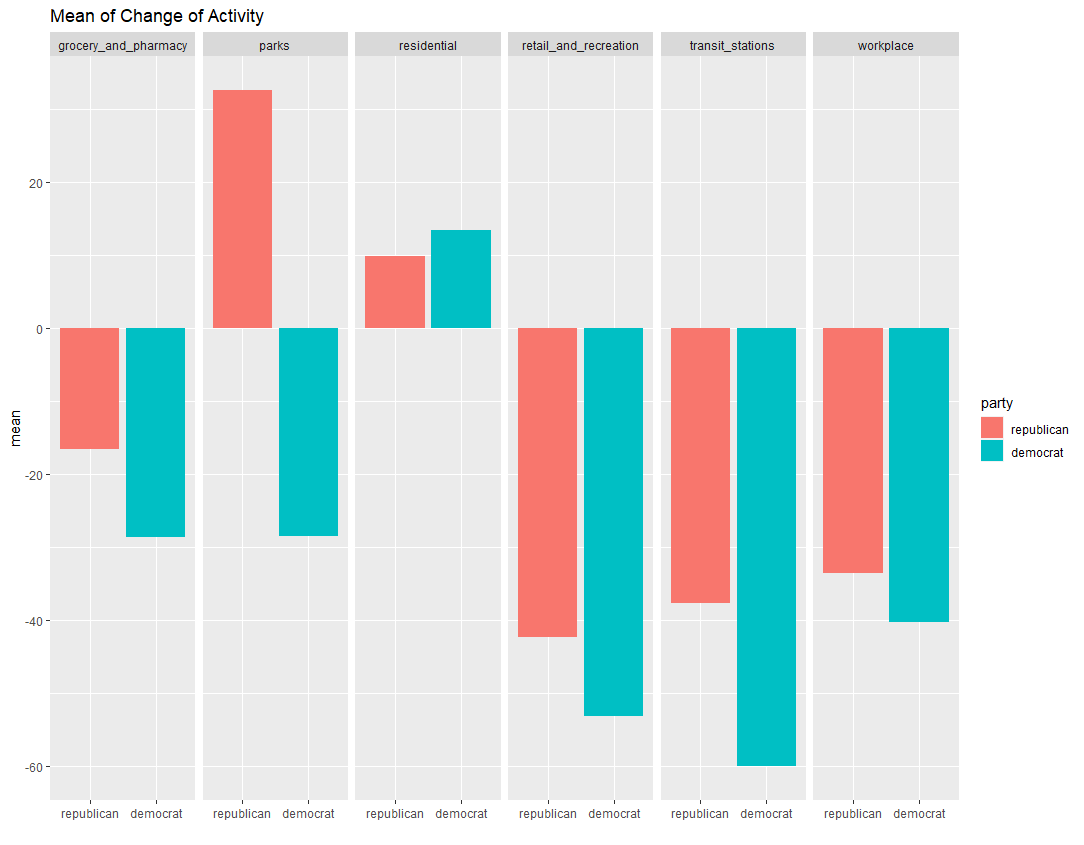 Mean of Change of Activity
grocery_and_pharmacy parks residential retail_and_recreation transit_stations workplace
20
0
-20
-40
-60
mean
republican democrat republican democrat republican democrat republican democrat republican democrat republican democrat
party
republican
democrat